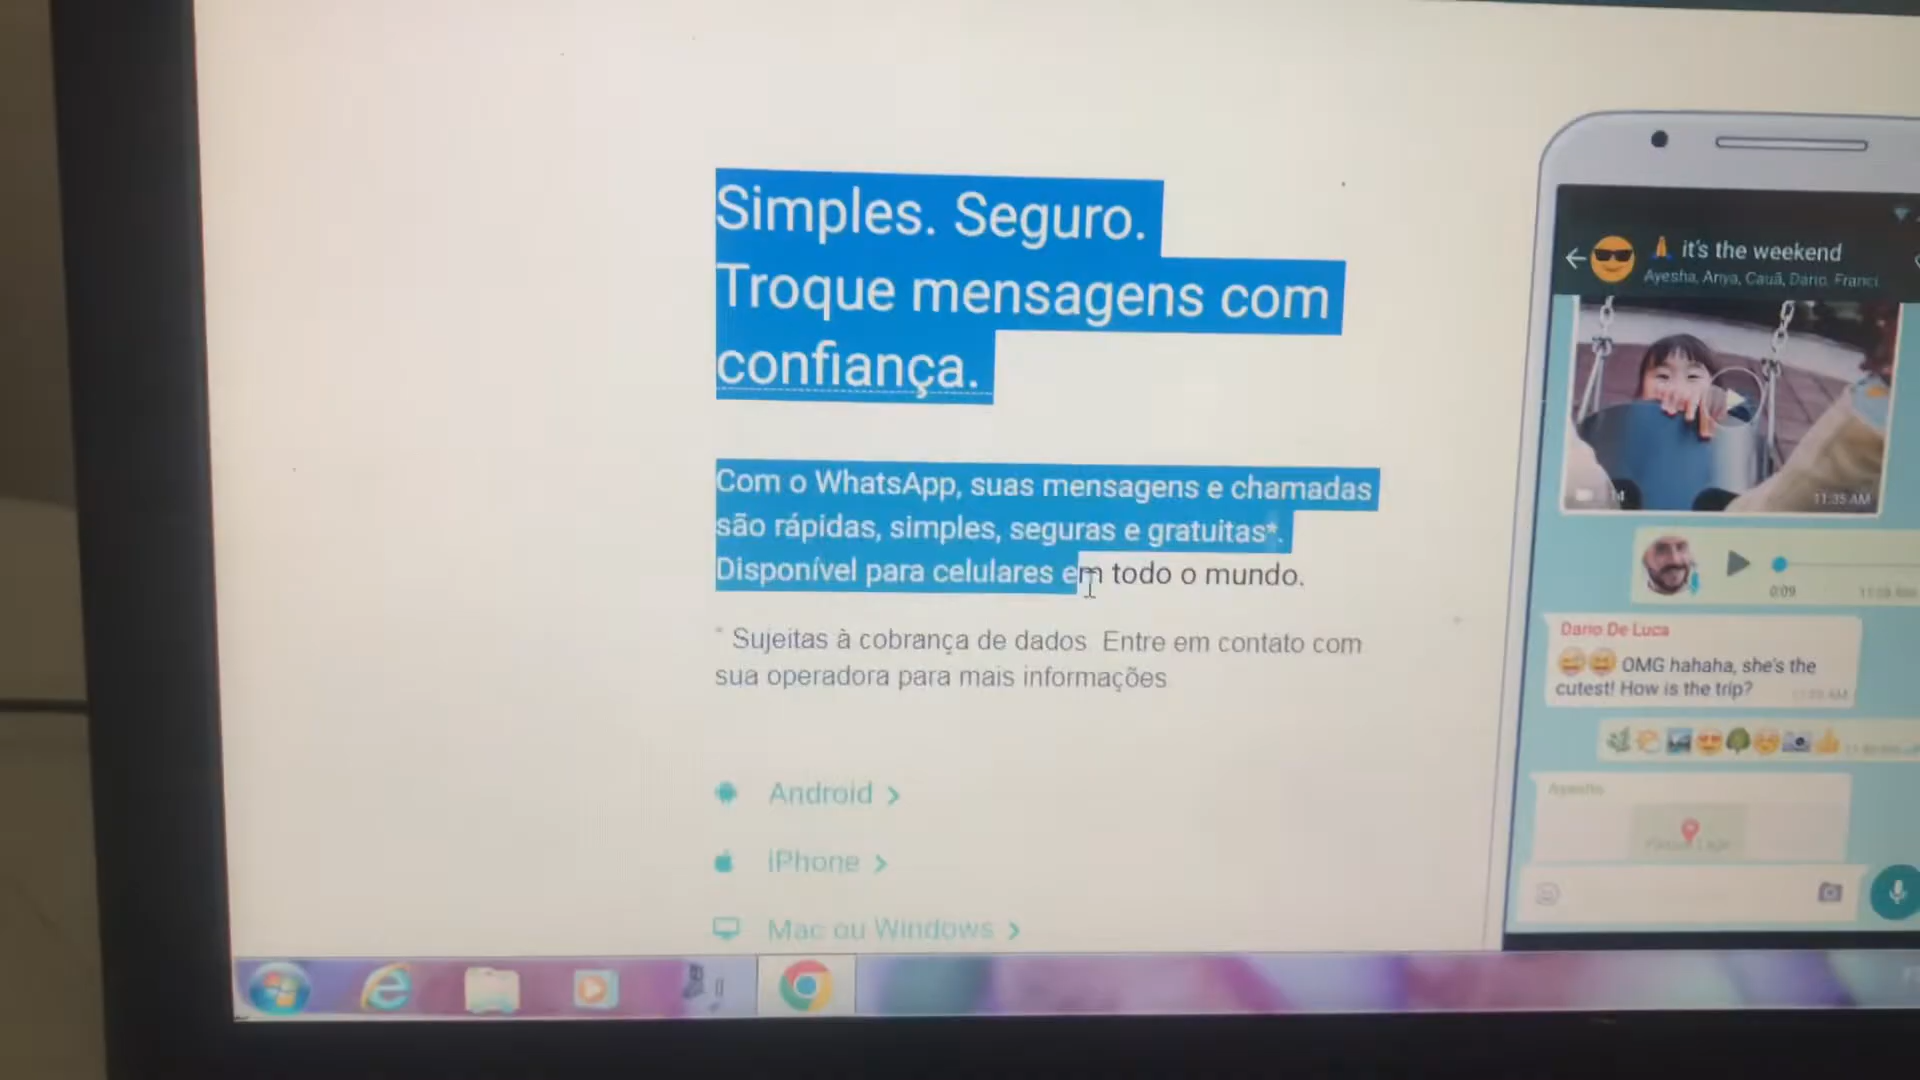 Simples. Seguro.
Troque mensagens com
confiança.
Com o WhatsApp, suas mensagens e chamadas
são rápidas, simples, seguras e gratuitas*.
Disponível para celulares em todo o mundo.
* Sujeitas à cobrança de dados. Entre em contato com
sua operadora para mais informações
Android >
iPhone >
Mac ou Windows >
it's the weekend
Ayesha, Anya, Cauã, Dario, Franci
11:35 AM
0:09
Dario De Luca
OMG hahaha, she's the
cutest! How is the trip?
Ayesha